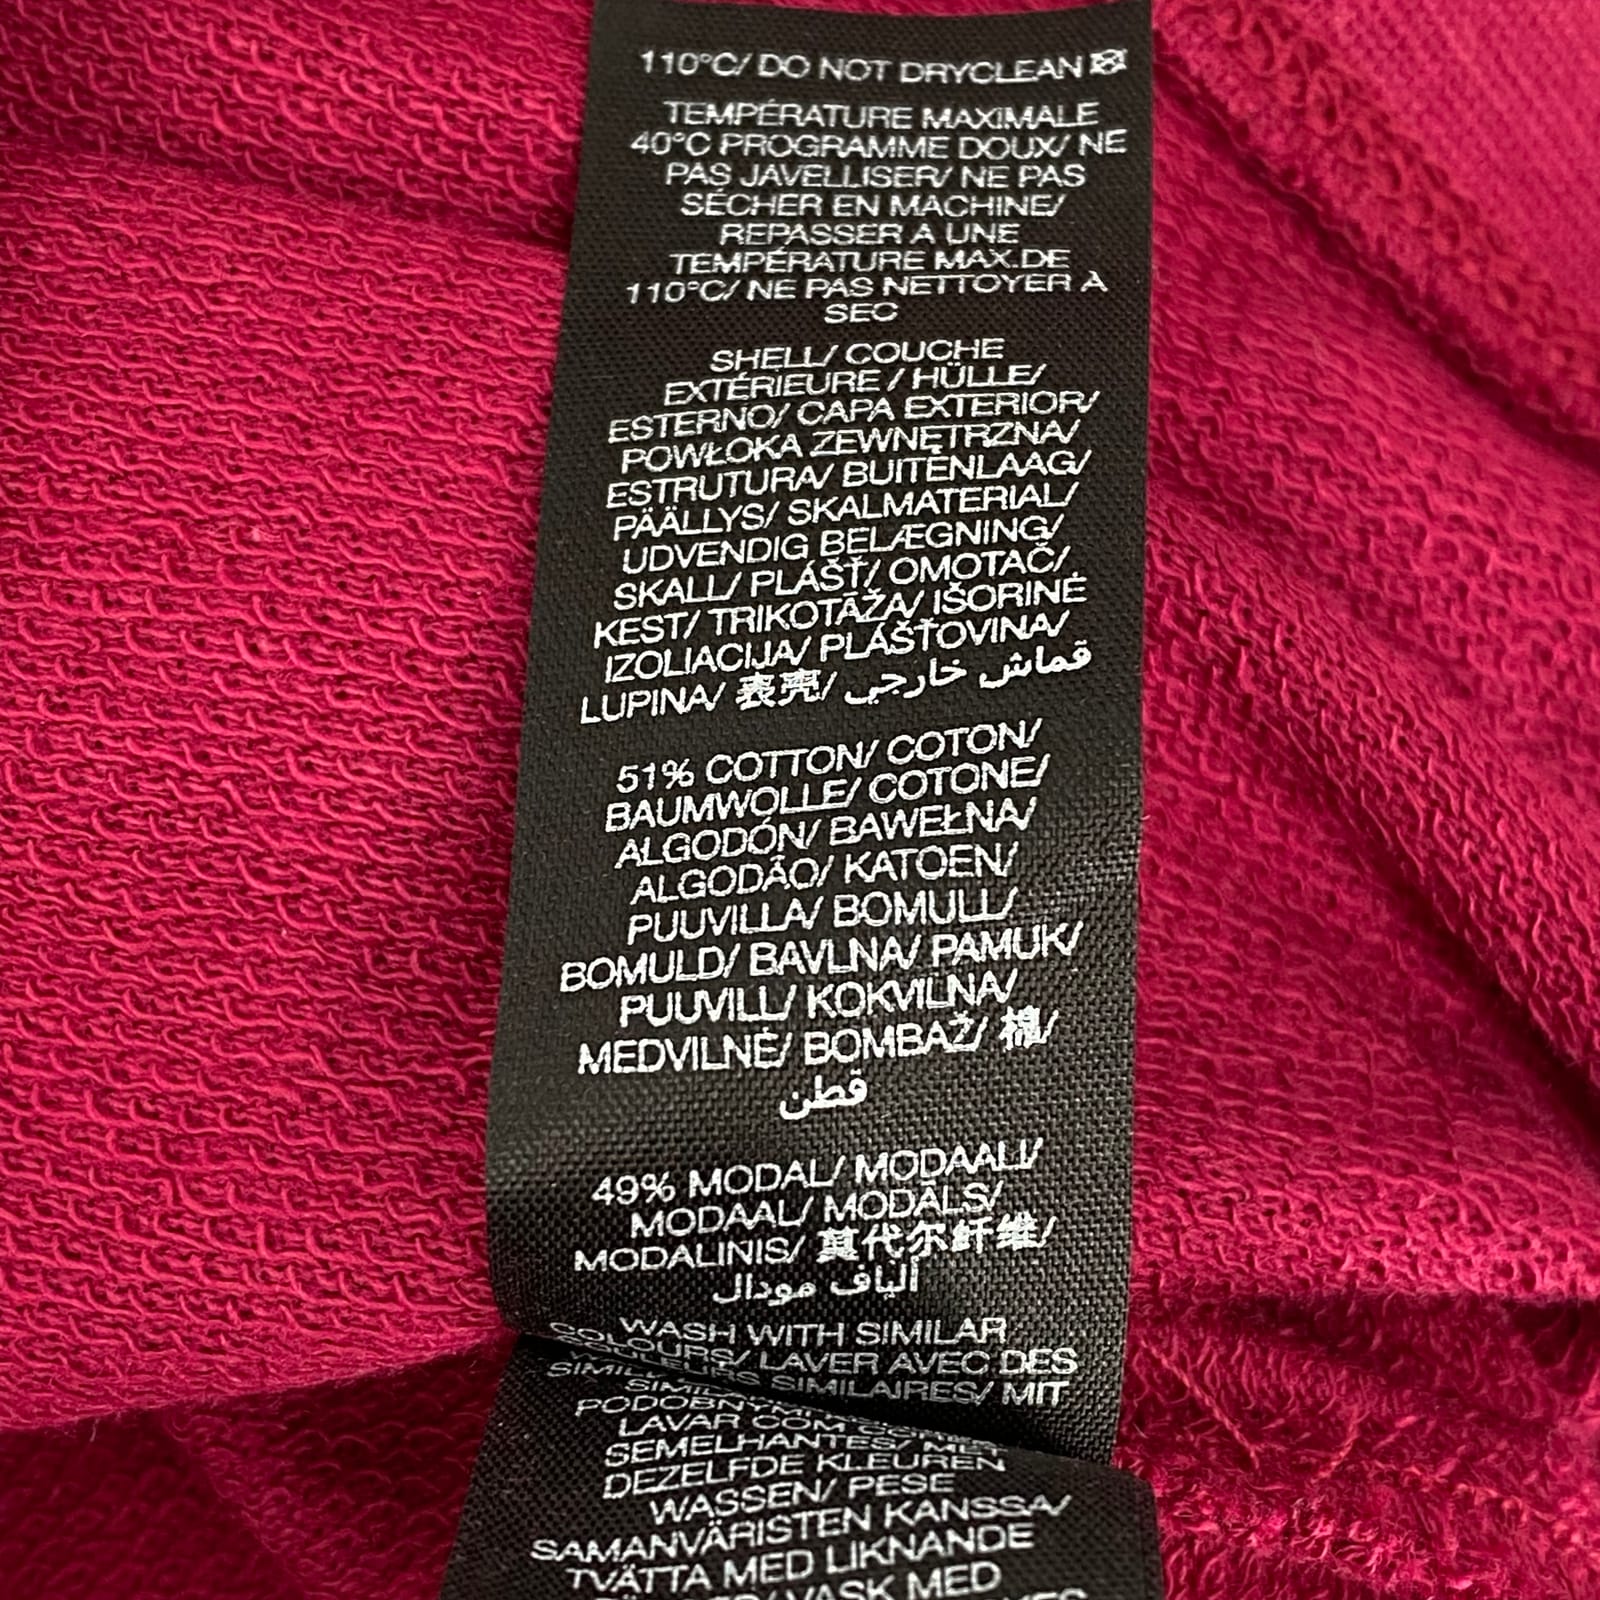 110°C/ DO NOT DRYCLEAN
TEMPÉRATURE MAXIMALE
40°C PROGRAMME DOUX/ NE
PAS JAVELLISER/ NE PAS
SÉCHER EN MACHINE/
REPASSER A UNE
TEMPÉRATURE MAX.DE
110°C/ NE PAS NETTOYER À
SEC
SHELL/ COUCHE
EXTÉRIEURE / HÜLLE/
ESTERNO/ CAPA EXTERIOR/
POWŁOKA ZEWNĘTRZNA/
ESTRUTURA/ BUITENLAAG/
PÄÄLLYS/ SKALMATERIAL/
UDVENDIG BELÆGNING/
SKALL/ PLÁŠŤ/ OMOTAČ/
KEST/ TRIKOTĀŽA/ IŠORINĖ
IZOLIACIJA/ PLÁŠŤOVINA/
LUPINA/ 表壳/ قماش خارجي
51% COTTON/ COTON/
BAUMWOLLE/ COTONE/
ALGODÓN/ BAWEŁNA/
ALGODÃO/ KATOEN/
PUUVILLA/ BOMULL/
BOMULD/ BAVLNA/ PAMUK/
PUUVILL/ KOKVILNA/
MEDVILNĖ/ BOMBAŽ/ 棉/
قطن
49% MODAL/ MODAALI/
MODAAL/ MODĀLS/
MODALINIS/ 莫代尔纤维/
ألياف مودال
WASH WITH SIMILAR
COLOURS/ LAVER AVEC DES
COULEURS SIMILAIRES/ MIT
LAVAR COM
SEMELHANTES/ MET
DEZELFDE KLEUREN
WASSEN/ PESE
SAMANVÄRISTEN KANSSA/
TVÄTTA MED LIKNANDE
VASK MED